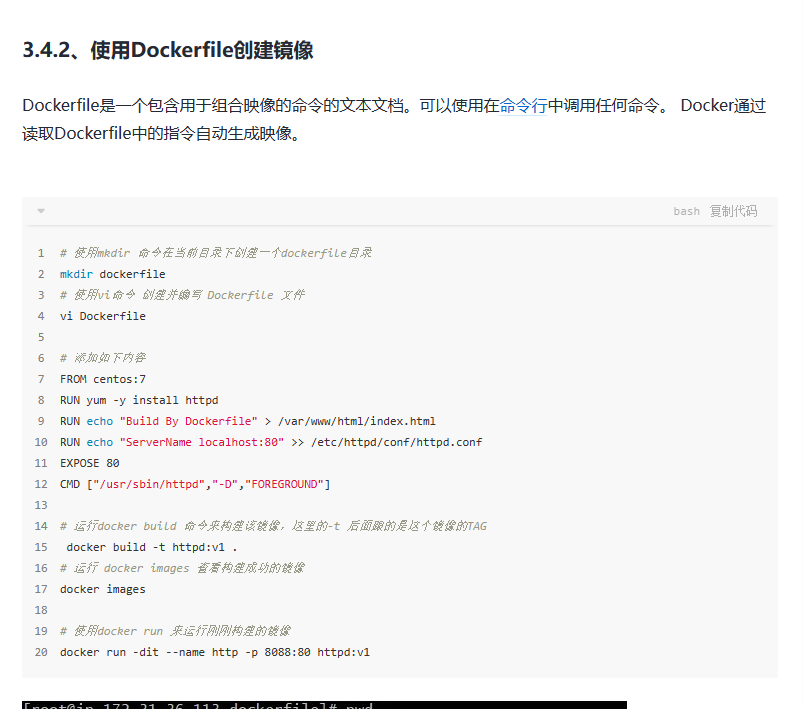 3.4.2、使用Dockerfile创建镜像
Dockerfile是一个包含用于组合映像的命令的文本文档。可以使用在命令行中调用任何命令。 Docker通过
读取Dockerfile中的指令自动生成映像。
bash 复制代码
1 # 使用mkdir 命令在当前目录下创建一个dockerfile目录
2 mkdir dockerfile
3 # 使用vi命令 创建并编写 Dockerfile 文件
4 vi Dockerfile
5
6 # 添加如下内容
7 FROM centos:7
8 RUN yum -y install httpd
9 RUN echo "Build By Dockerfile" > /var/www/html/index.html
10 RUN echo "ServerName localhost:80" >> /etc/httpd/conf/httpd.conf
11 EXPOSE 80
12 CMD ["/usr/sbin/httpd","-D","FOREGROUND"]
13
14 # 运行docker build 命令来构建该镜像，这里的-t 后面跟的是这个镜像的TAG
15 docker build -t httpd:v1 .
16 # 运行 docker images 查看构建成功的镜像
17 docker images
18
19 # 使用docker run 来运行刚刚构建的镜像
20 docker run -dit --name http -p 8088:80 httpd:v1
[root@ip-172-31-36-113 dockerfile]# pwd